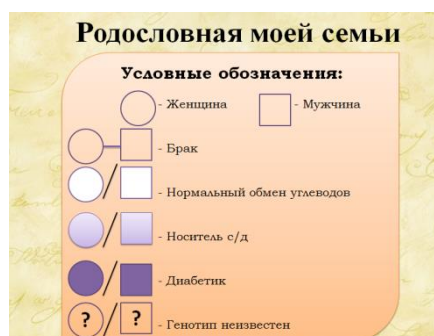 Родословная моей семьи
Условные обозначения:
- Женщина - Мужчина
- Брак
- Нормальный обмен углеводов
- Носитель с/д
- Диабетик
? / ? - Генотип неизвестен